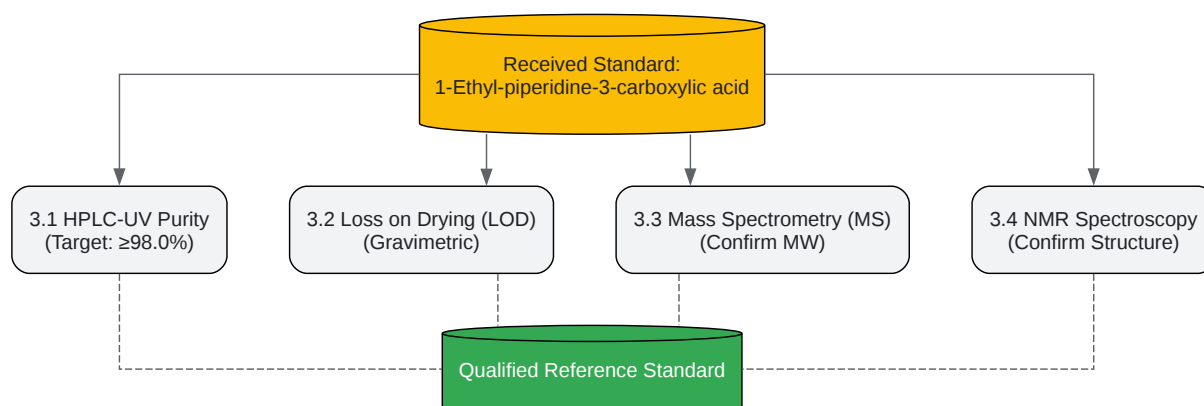 Received Standard:
1-Ethyl-piperidine-3-carboxylic acid
3.1 HPLC-UV Purity
(Target: ≥98.0%)
3.2 Loss on Drying (LOD)
(Gravimetric)
3.3 Mass Spectrometry (MS)
(Confirm MW)
3.4 NMR Spectroscopy
(Confirm Structure)
Qualified Reference Standard